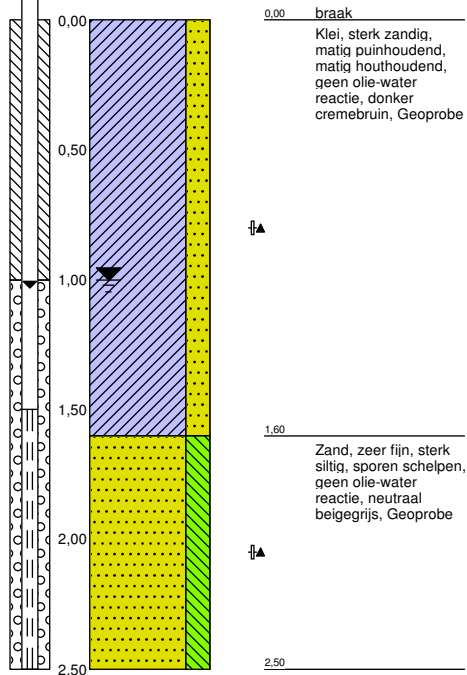 0,00
0,50
1,00
1,50
2,00
2,50
0,00 braak
Klei, sterk zandig,
matig puinhoudend,
matig houthoudend,
geen olie-water
reactie, donker
cremebruin, Geoprobe
1,60
Zand, zeer fijn, sterk
siltig, sporen schelpen,
geen olie-water
reactie, neutraal
beigegrijs, Geoprobe
2,50